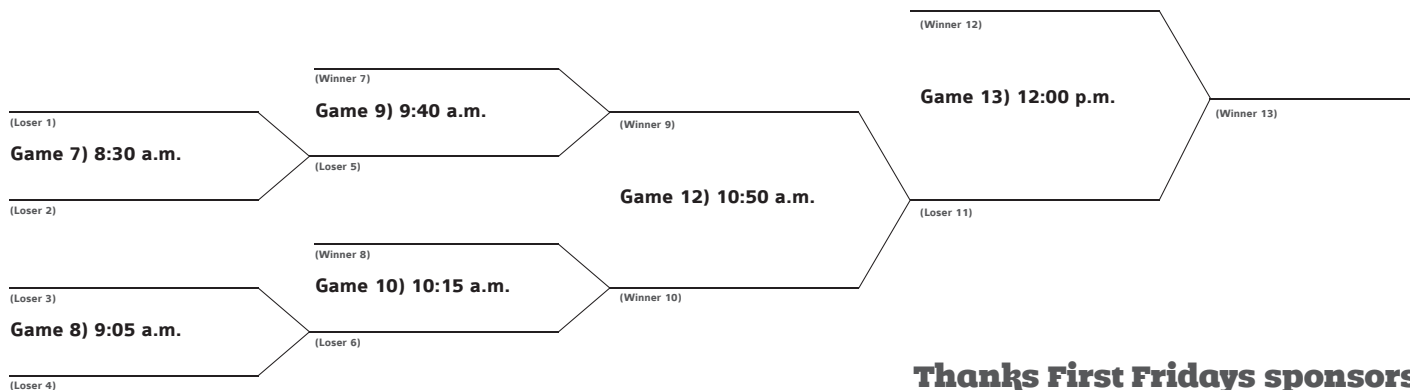 (Loser 1)
Game 7) 8:30 a.m.
(Loser 2)
(Loser 3)
Game 8) 9:05 a.m.
(Loser 4)
(Winner 7)
Game 9) 9:40 a.m.
(Loser 5)
(Winner 8)
Game 10) 10:15 a.m.
(Loser 6)
(Winner 9)
Game 12) 10:50 a.m.
(Winner 10)
(Winner 12)
Game 13) 12:00 p.m.
(Loser 11)
(Winner 13)
Thanks First Fridays sponsors